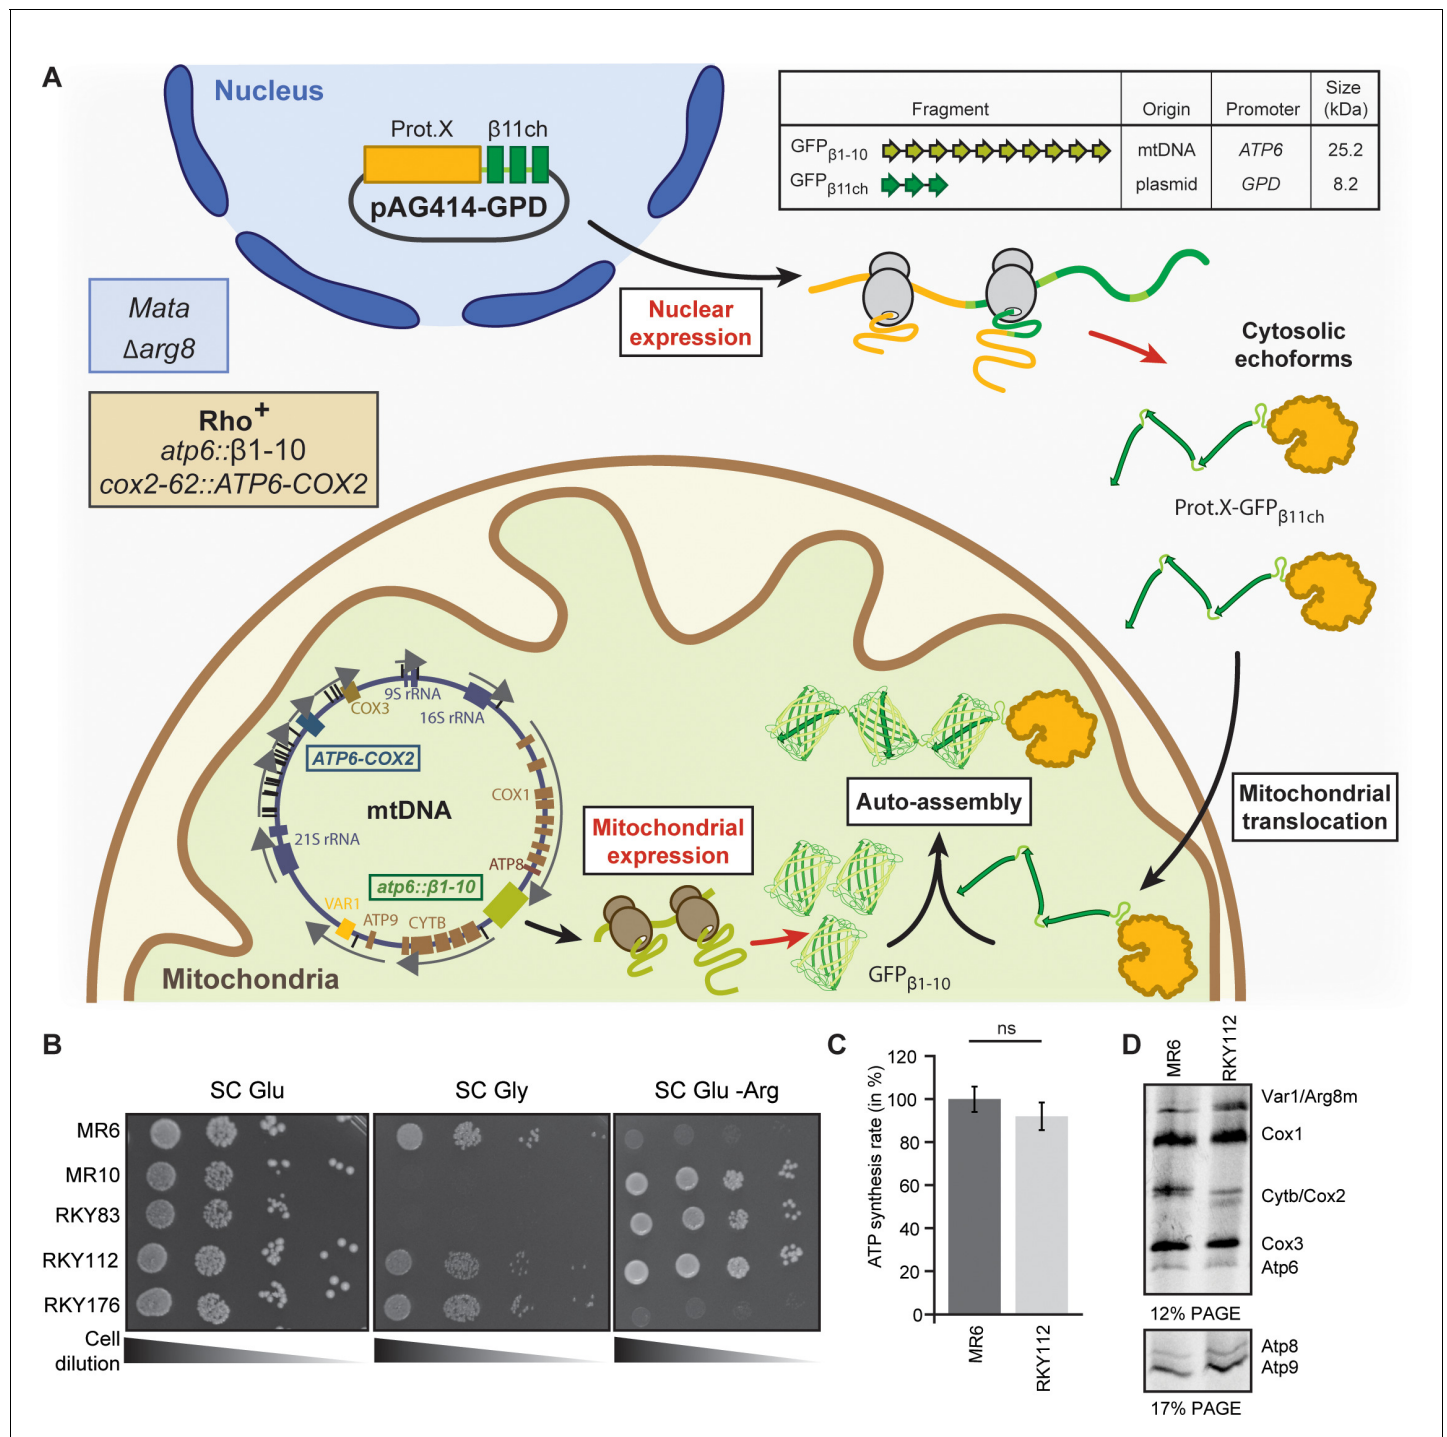 A
Nucleus
Prot.X
β11ch
pAG414-GPD
Fragment
Origin
Promoter
Size
(kDa)
GFPβ1-10
mtDNA
ATP6
25.2
GFPβ11ch
plasmid
GPD
8.2
Mata
Δarg8
Nuclear
expression
Cytosolic
echoforms
Rho+
atp6::β1-10
cox2-62::ATP6-COX2
Prot.X-GFPβ11ch
9S rRNA
COX3
16S rRNA
ATP6-COX2
COX1
mtDNA
21S rRNA
ATP8
atp6::β1-10
VAR1
ATP9
CYTB
Mitochondrial
expression
Auto-assembly
Mitochondrial
translocation
GFPβ1-10
Mitochondria
B
SC Glu
SC Gly
SC Glu -Arg
MR6
MR10
RKY83
RKY112
RKY176
Cell
dilution
C
ns
ATP synthesis rate (in %)
120
100
80
60
40
20
0
MR6
RKY112
D
MR6
RKY112
Var1/Arg8m
Cox1
Cytb/Cox2
Cox3
Atp6
12% PAGE
Atp8
Atp9
17% PAGE